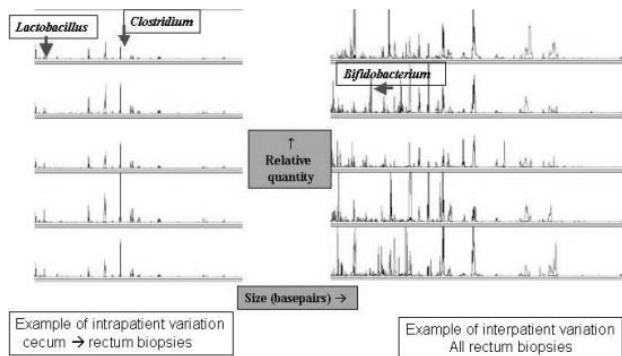 Lactobacillus
Clostridium
Bifidobacterium
↑
Relative
quantity
Size (basepairs) →
Example of intrapatient variation
cecum → rectum biopsies
Example of interpatient variation
All rectum biopsies